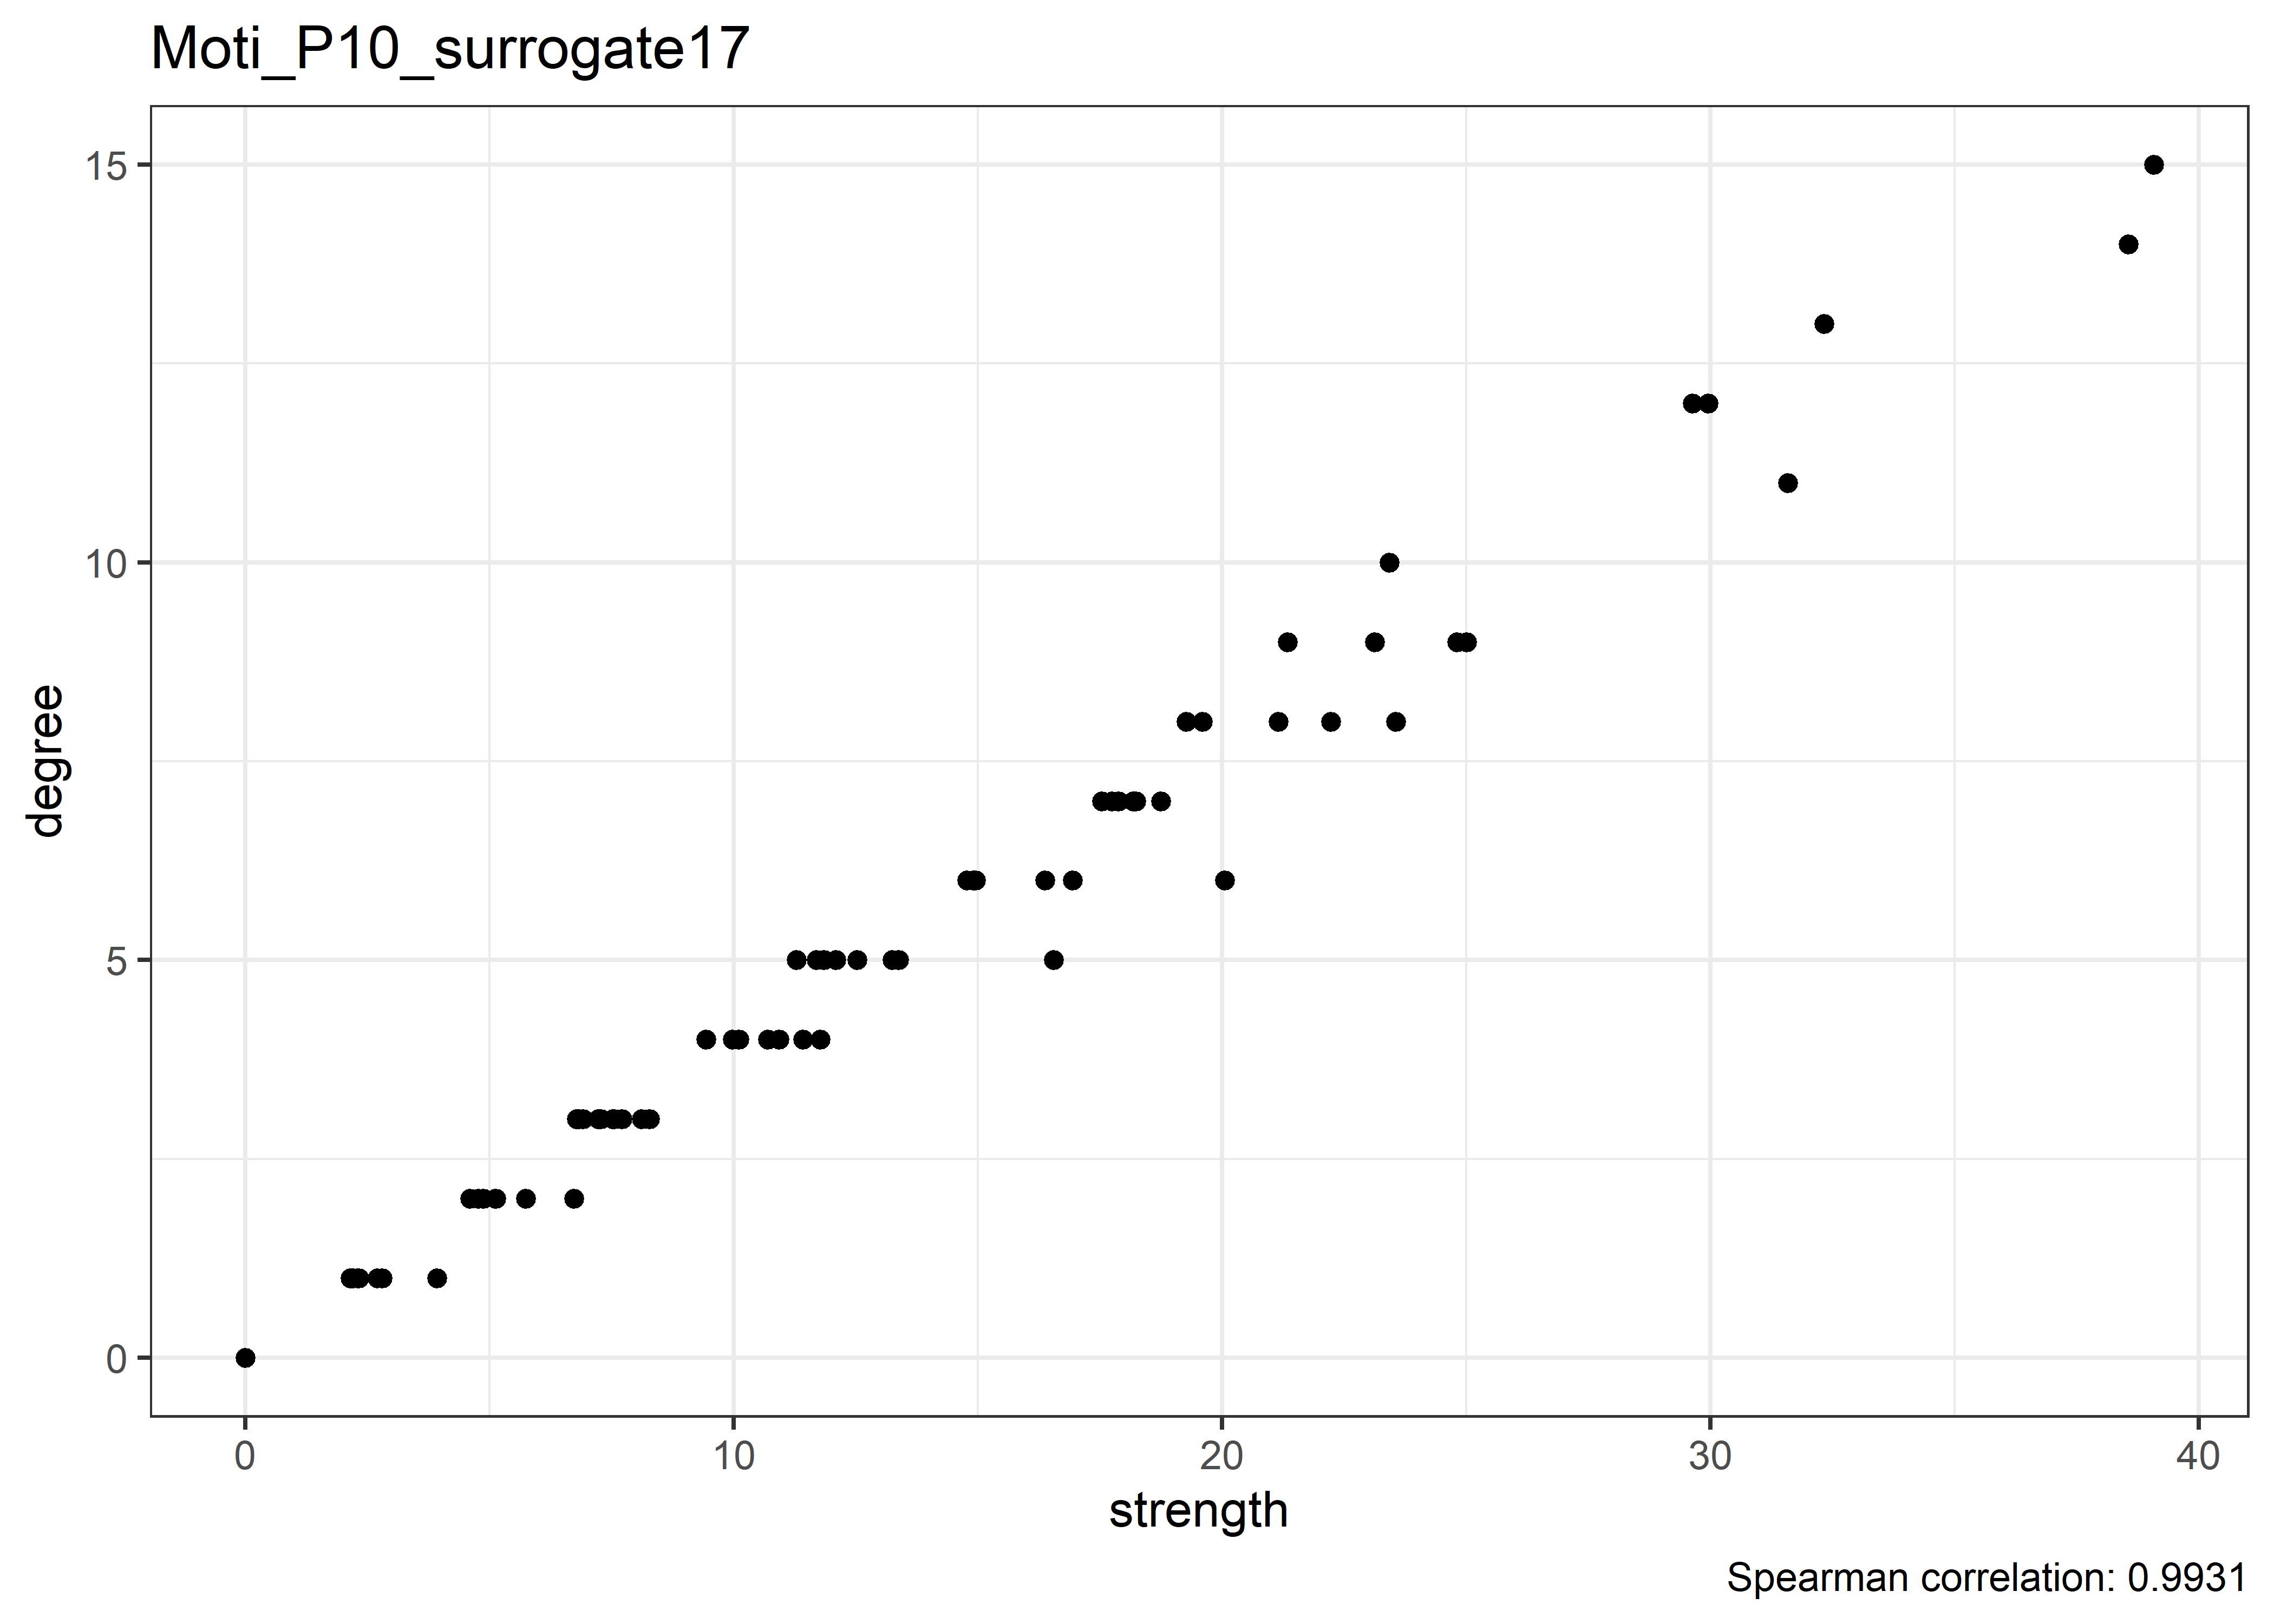 Moti_P10_surrogate17
15
10
5
0
degree
0 10 20 30 40
strength
Spearman correlation: 0.9931